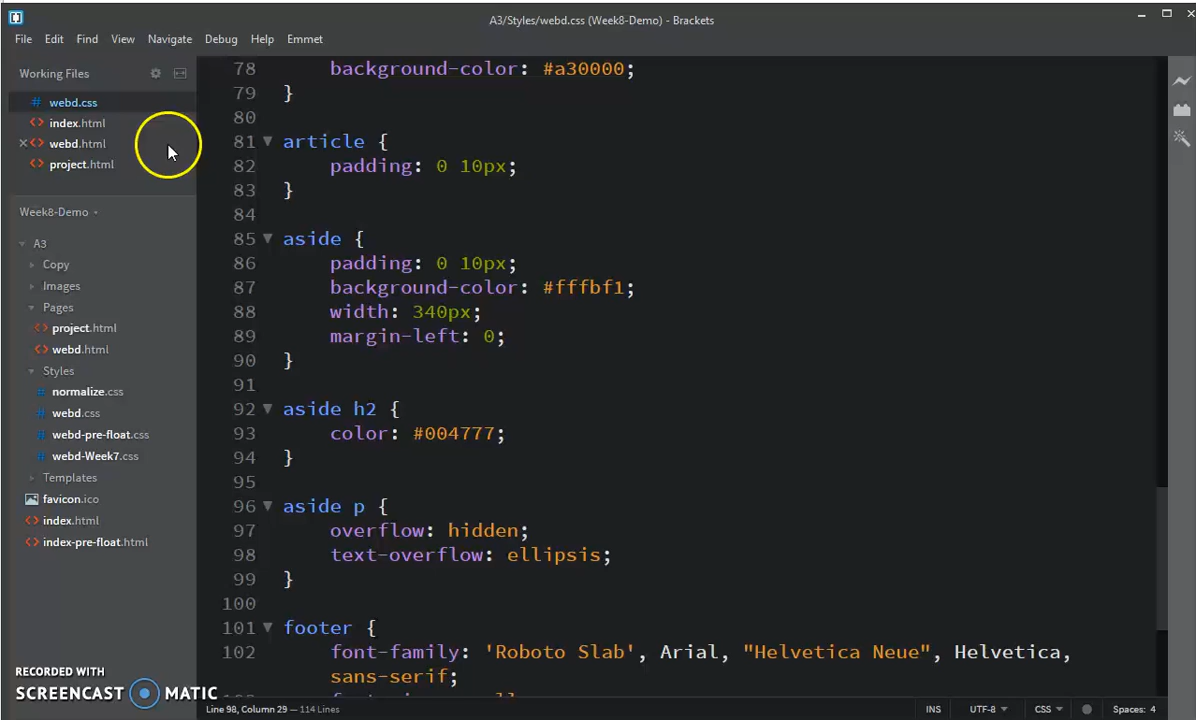 A3/Styles/webd.css (Week8-Demo) - Brackets
File Edit Find View Navigate Debug Help Emmet
Working Files
webd.css
index.html
webd.html
project.html
Week8-Demo
A3
Copy
Images
Pages
project.html
webd.html
Styles
normalize.css
webd.css
webd-pre-float.css
webd-Week7.css
Templates
favicon.ico
index.html
index-pre-float.html
78 background-color: #a30000;
79 }
80
81 article {
82 padding: 0 10px;
83 }
84
85 aside {
86 padding: 0 10px;
87 background-color: #fffbf1;
88 width: 340px;
89 margin-left: 0;
90 }
91
92 aside h2 {
93 color: #004777;
94 }
95
96 aside p {
97 overflow: hidden;
98 text-overflow: ellipsis;
99 }
100
101 footer {
102 font-family: 'Roboto Slab', Arial, "Helvetica Neue", Helvetica,
sans-serif;
RECORDED WITH
SCREENCAST MATIC
Line 98, Column 29 — 114 Lines
INS UTF-8 CSS Spaces: 4